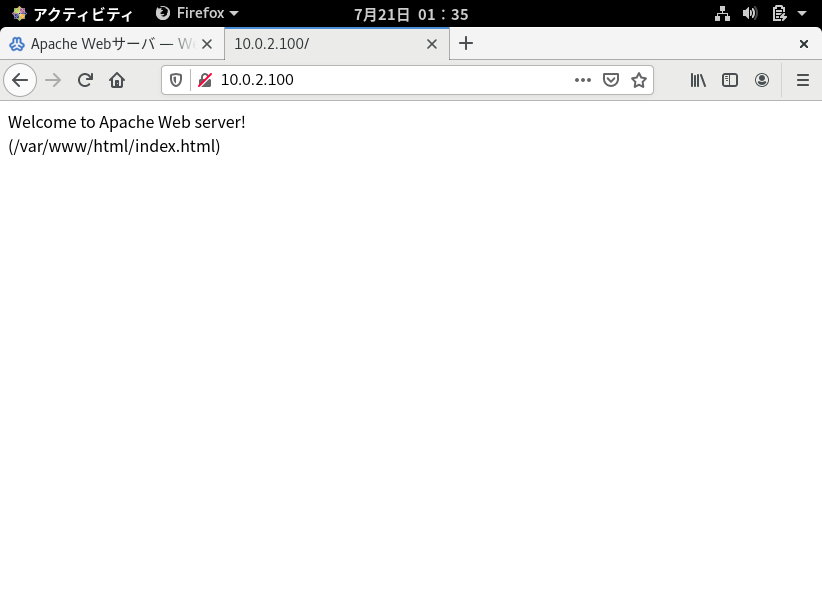 アクティビティ Firefox 7月21日 01：35
Apache Webサーバ — W 10.0.2.100/
10.0.2.100
Welcome to Apache Web server!
(/var/www/html/index.html)